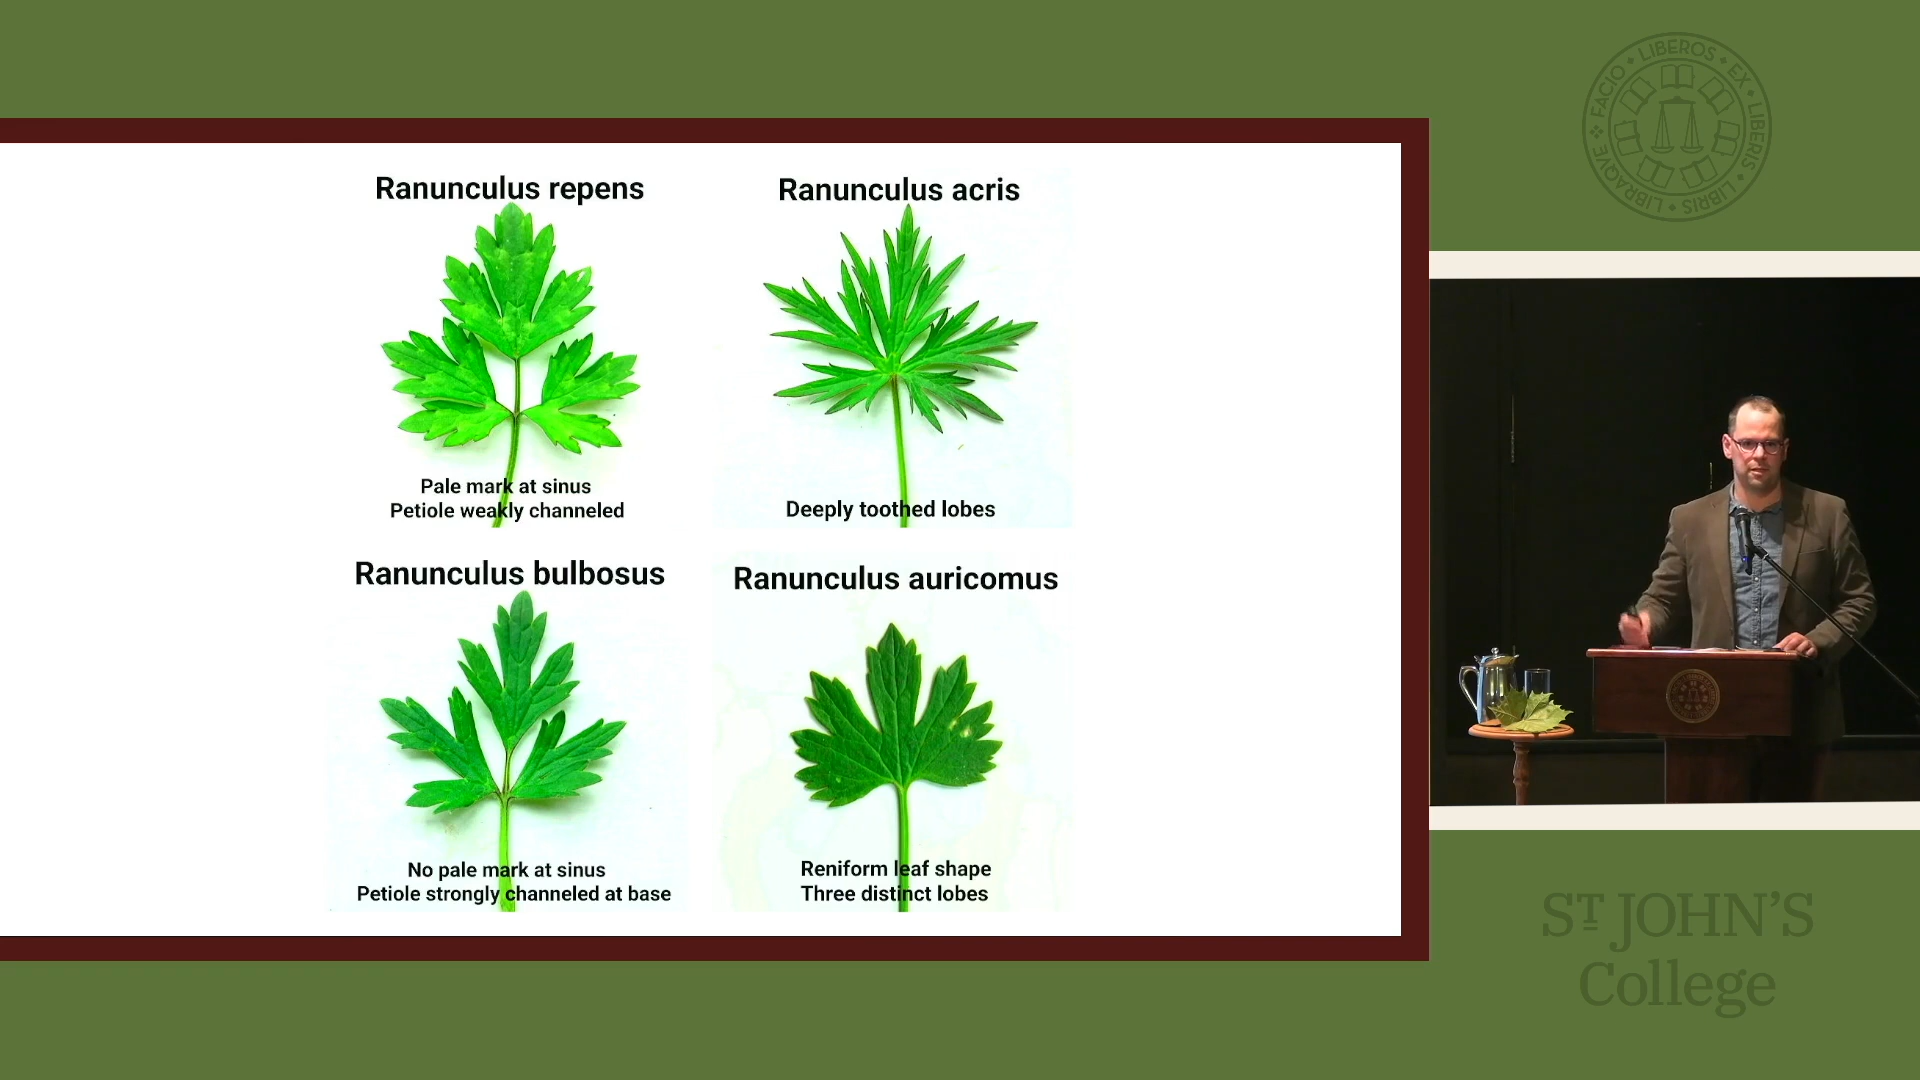 FACIO LIBEROS EX LIBERIS LIBRIS LIBRAQVE
Ranunculus repens
Pale mark at sinus
Petiole weakly channeled
Ranunculus acris
Deeply toothed lobes
Ranunculus bulbosus
No pale mark at sinus
Petiole strongly channeled at base
Ranunculus auricomus
Reniform leaf shape
Three distinct lobes
ST JOHN'S
College